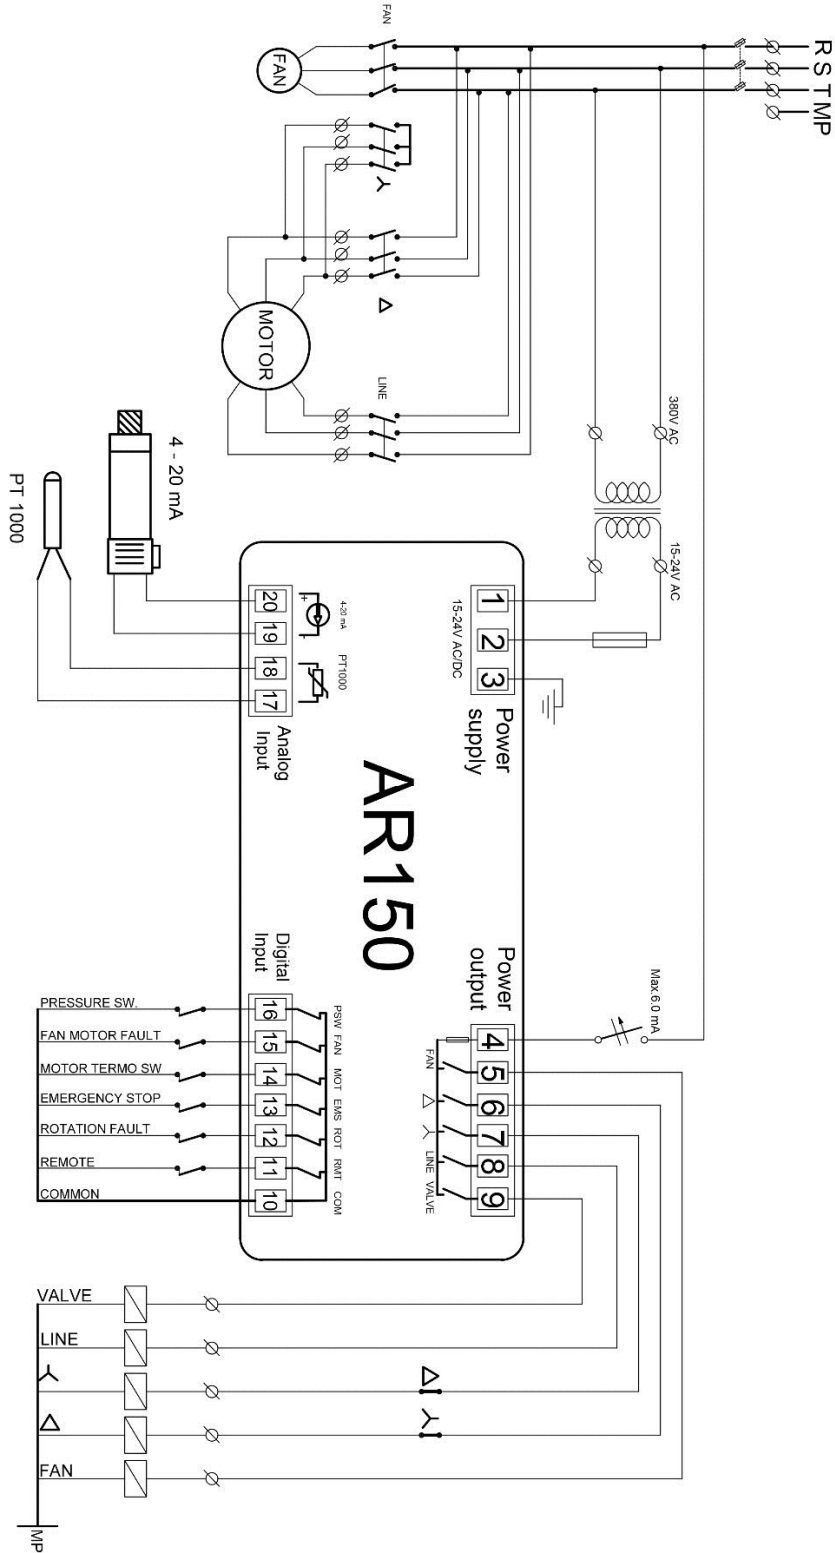 R S T MP
FAN
FAN
MOTOR
LINE
380V AC
15-24V AC
4 - 20 mA
PT 1000
1
2
3
15-24V AC/DC
Power
supply
20
19
18
17
+
-
4-20 mA
PT1000
Analog
Input
AR150
Power
output
Max.6.0 mA
4
5
6
7
8
9
FAN
LINE
VALVE
Digital
Input
16
15
14
13
12
11
10
PSW
FAN
MOT
EMS
ROT
RMT
COM
PRESSURE SW.
FAN MOTOR FAULT
MOTOR TERMO SW
EMERGENCY STOP
ROTATION FAULT
REMOTE
COMMON
VALVE
LINE
FAN
MP